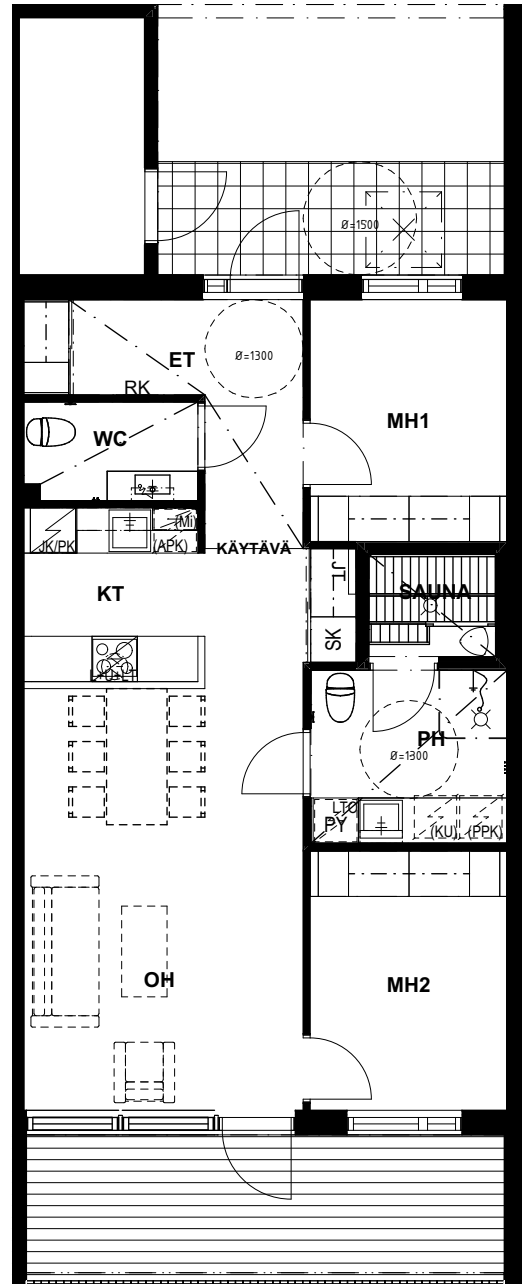 Ø=1500
ET
Ø=1300
RK
MH1
WC
(Mi)
JK/PK
(APK)
KÄYTÄVÄ
JT
KT
SAUNA
SK
PH
Ø=1300
LTO
PY
(KU)
(PPK)
OH
MH2